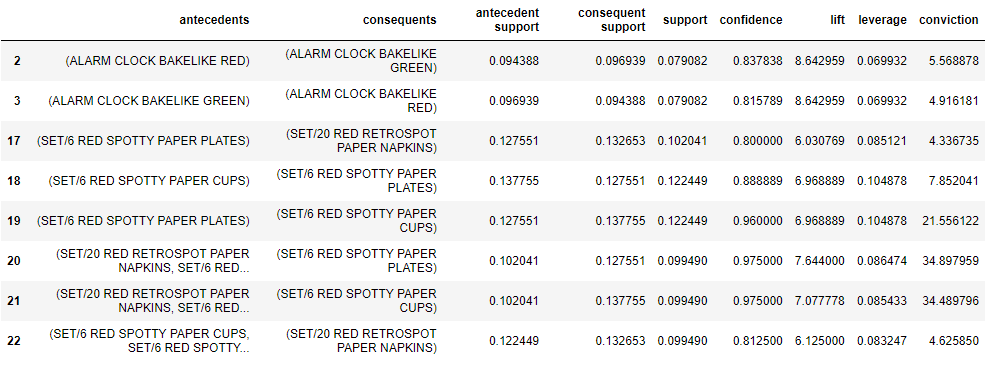 antecedents consequents antecedent support consequent support support confidence lift leverage conviction
2 (ALARM CLOCK BAKELIKE RED) (ALARM CLOCK BAKELIKE GREEN) 0.094388 0.096939 0.079082 0.837838 8.642959 0.069932 5.568878
3 (ALARM CLOCK BAKELIKE GREEN) (ALARM CLOCK BAKELIKE RED) 0.096939 0.094388 0.079082 0.815789 8.642959 0.069932 4.916181
17 (SET/6 RED SPOTTY PAPER PLATES) (SET/20 RED RETROSPOT PAPER NAPKINS) 0.127551 0.132653 0.102041 0.800000 6.030769 0.085121 4.336735
18 (SET/6 RED SPOTTY PAPER CUPS) (SET/6 RED SPOTTY PAPER PLATES) 0.137755 0.127551 0.122449 0.888889 6.968889 0.104878 7.852041
19 (SET/6 RED SPOTTY PAPER PLATES) (SET/6 RED SPOTTY PAPER CUPS) 0.127551 0.137755 0.122449 0.960000 6.968889 0.104878 21.556122
20 (SET/20 RED RETROSPOT PAPER NAPKINS, SET/6 RED... (SET/6 RED SPOTTY PAPER PLATES) 0.102041 0.127551 0.099490 0.975000 7.644000 0.086474 34.897959
21 (SET/20 RED RETROSPOT PAPER NAPKINS, SET/6 RED... (SET/6 RED SPOTTY PAPER CUPS) 0.102041 0.137755 0.099490 0.975000 7.077778 0.085433 34.489796
22 (SET/6 RED SPOTTY PAPER CUPS, SET/6 RED SPOTTY... (SET/20 RED RETROSPOT PAPER NAPKINS) 0.122449 0.132653 0.099490 0.812500 6.125000 0.083247 4.625850